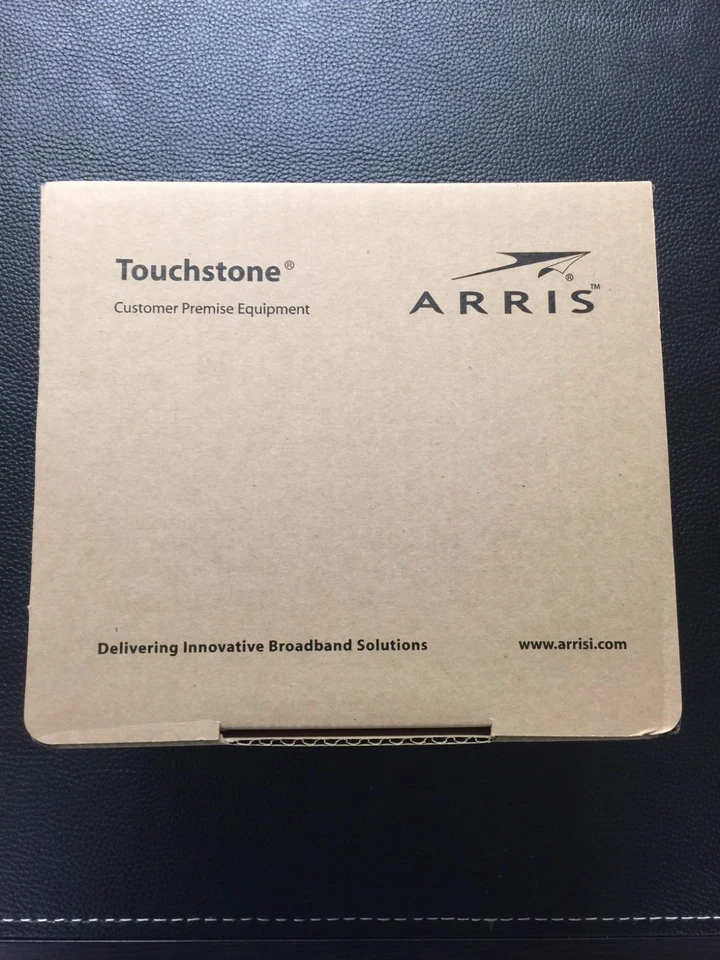 Touchstone®
Customer Premise Equipment
®
ARRIS™
Delivering Innovative Broadband Solutions
www.arrisi.com